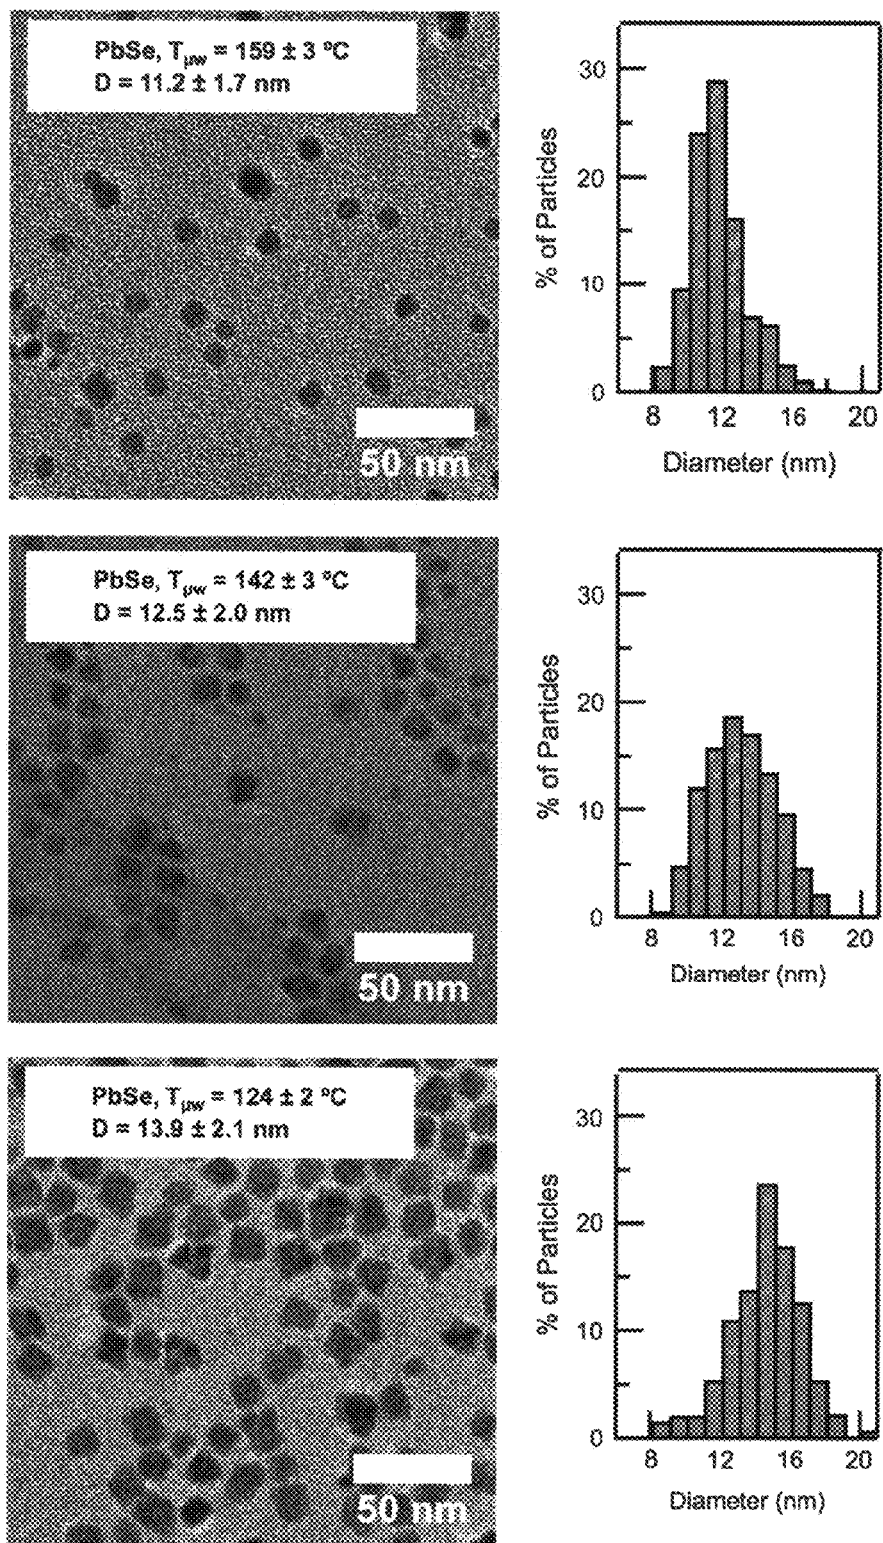 PbSe, Tμw = 159 ± 3 ºC
D = 11.2 ± 1.7 nm
50 nm
% of Particles
30
20
10
0
8 12 16 20
Diameter (nm)
PbSe, Tμw = 142 ± 3 ºC
D = 12.5 ± 2.0 nm
50 nm
% of Particles
30
20
10
0
8 12 16 20
Diameter (nm)
PbSe, Tμw = 124 ± 2 ºC
D = 13.9 ± 2.1 nm
50 nm
% of Particles
30
20
10
0
8 12 16 20
Diameter (nm)